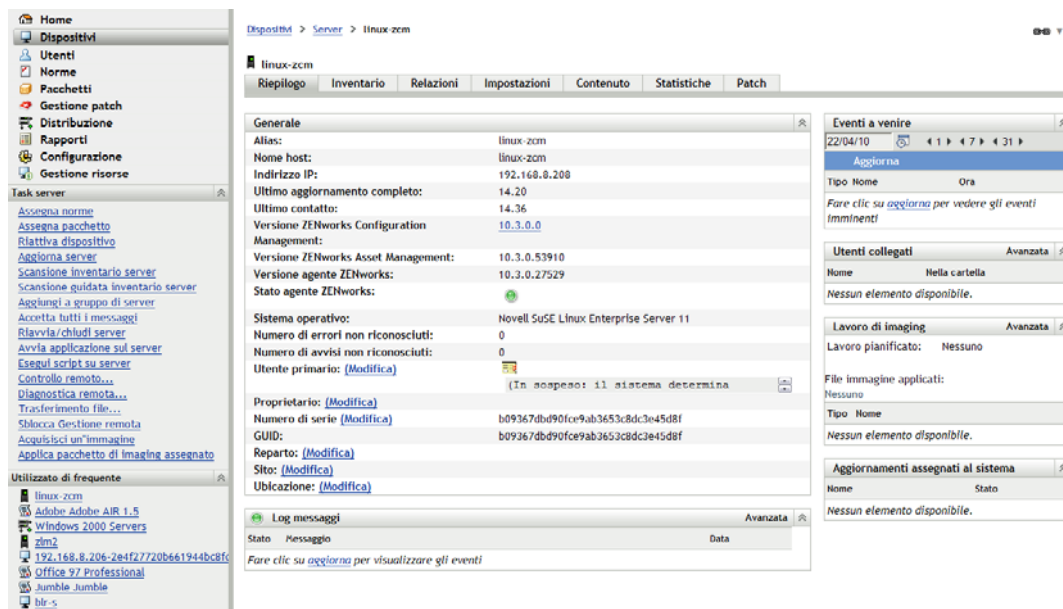 Home
Dispositivi
Utenti
Norme
Pacchetti
Gestione patch
Distribuzione
Rapporti
Configurazione
Gestione risorse
Task server
Assegna norme
Assegna pacchetto
Riattiva dispositivo
Aggiorna server
Scansione inventario server
Scansione guidata inventario server
Aggiungi a gruppo di server
Accetta tutti i messaggi
Riavvia/chiudi server
Avvia applicazione sul server
Esegui script su server
Controllo remoto...
Diagnostica remota...
Trasferimento file...
Sblocca Gestione remota
Acquisisci un"immagine
Applica pacchetto di imaging assegnato
Utilizzato di frequente
linux-zcm
Adobe Adobe AIR 1.5
Windows 2000 Servers
zlm2
192.168.8.206-2e4f27720b661944bc8fc
Office 97 Professional
Jumble Jumble
blr-s
Dispositivi > Server > linux-zcm
linux-zcm
Riepilogo Inventario Relazioni Impostazioni Contenuto Statistiche Patch
Generale
Alias: linux-zcm
Nome host: linux-zcm
Indirizzo IP: 192.168.8.208
Ultimo aggiornamento completo: 14.20
Ultimo contatto: 14.36
Versione ZENworks Configuration 10.3.0.0
Management:
Versione ZENworks Asset Management: 10.3.0.53910
Versione agente ZENworks: 10.3.0.27529
Stato agente ZENworks:
Sistema operativo: Novell SuSE Linux Enterprise Server 11
Numero di errori non riconosciuti: 0
Numero di avvisi non riconosciuti: 0
Utente primario: (Modifica)
(In sospeso: il sistema determina
Proprietario: (Modifica)
Numero di serie (Modifica) b09367dbd90fce9ab3653c8dc3e45d8f
GUID: b09367dbd90fce9ab3653c8dc3e45d8f
Reparto: (Modifica)
Sito: (Modifica)
Ubicazione: (Modifica)
Log messaggi Avanzata
Stato Messaggio Data
Fare clic su aggiorna per visualizzare gli eventi
Eventi a venire
22/04/10 1 7 31
Aggiorna
Tipo Nome Ora
Fare clic su aggiorna per vedere gli eventi
imminenti
Utenti collegati Avanzata
Nome Nella cartella
Nessun elemento disponibile.
Lavoro di imaging Avanzata
Lavoro pianificato: Nessuno
File immagine applicati:
Nessuno
Tipo Nome
Nessun elemento disponibile.
Aggiornamenti assegnati al sistema
Nome Stato
Nessun elemento disponibile.